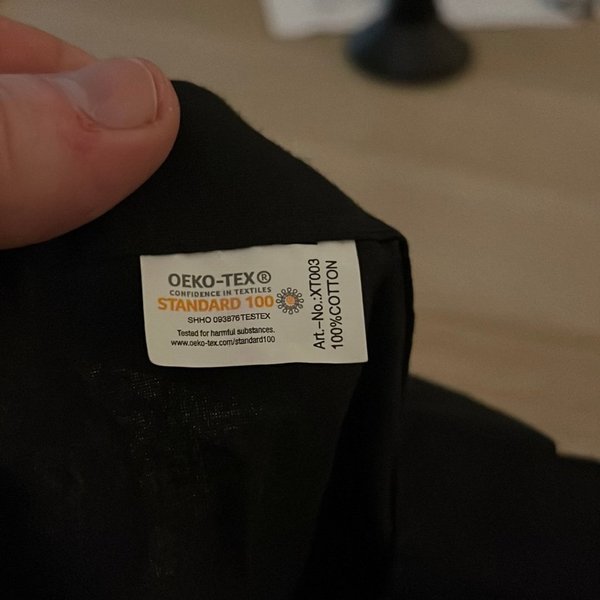 OEKO-TEX®
CONFIDENCE IN TEXTILES
STANDARD 100
SHHO 093876 TESTEX
Tested for harmful substances.
www.oeko-tex.com/standard100
Art.-No.:XT003
100%COTTON